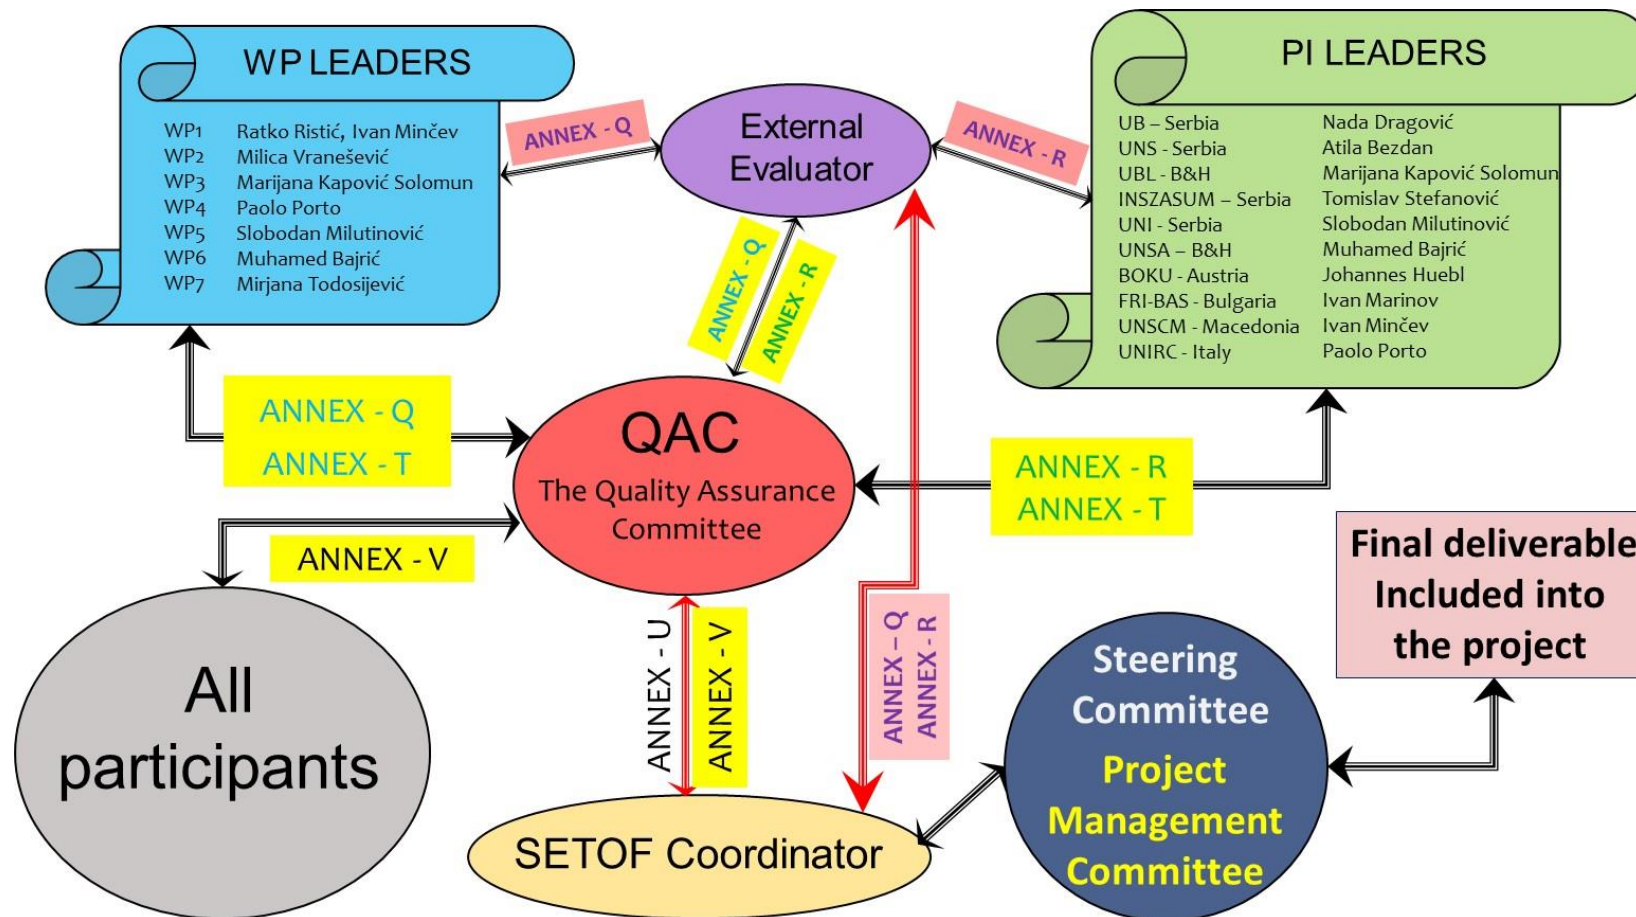 WP LEADERS
WP1 Ratko Ristić, Ivan Minčev
WP2 Milica Vranešević
WP3 Marijana Kapović Solomun
WP4 Paolo Porto
WP5 Slobodan Milutinović
WP6 Muhamed Bajrić
WP7 Mirjana Todosijević
ANNEX - Q
External
Evaluator
ANNEX - R
PI LEADERS
UB – Serbia Nada Dragović
UNS - Serbia Atila Bezdan
UBL - B&H Marijana Kapović Solomun
INSZASUM – Serbia Tomislav Stefanović
UNI - Serbia Slobodan Milutinović
UNSA – B&H Muhamed Bajrić
BOKU - Austria Johannes Huebl
FRI-BAS - Bulgaria Ivan Marinov
UNSCM - Macedonia Ivan Minčev
UNIRC - Italy Paolo Porto
ANNEX - Q
ANNEX - R
ANNEX - Q
ANNEX - T
QAC
The Quality Assurance
Committee
ANNEX - R
ANNEX - T
ANNEX - V
All
participants
ANNEX - U
ANNEX - V
ANNEX – Q
ANNEX - R
SETOF Coordinator
Steering
Committee
Project
Management
Committee
Final deliverable
Included into
the project